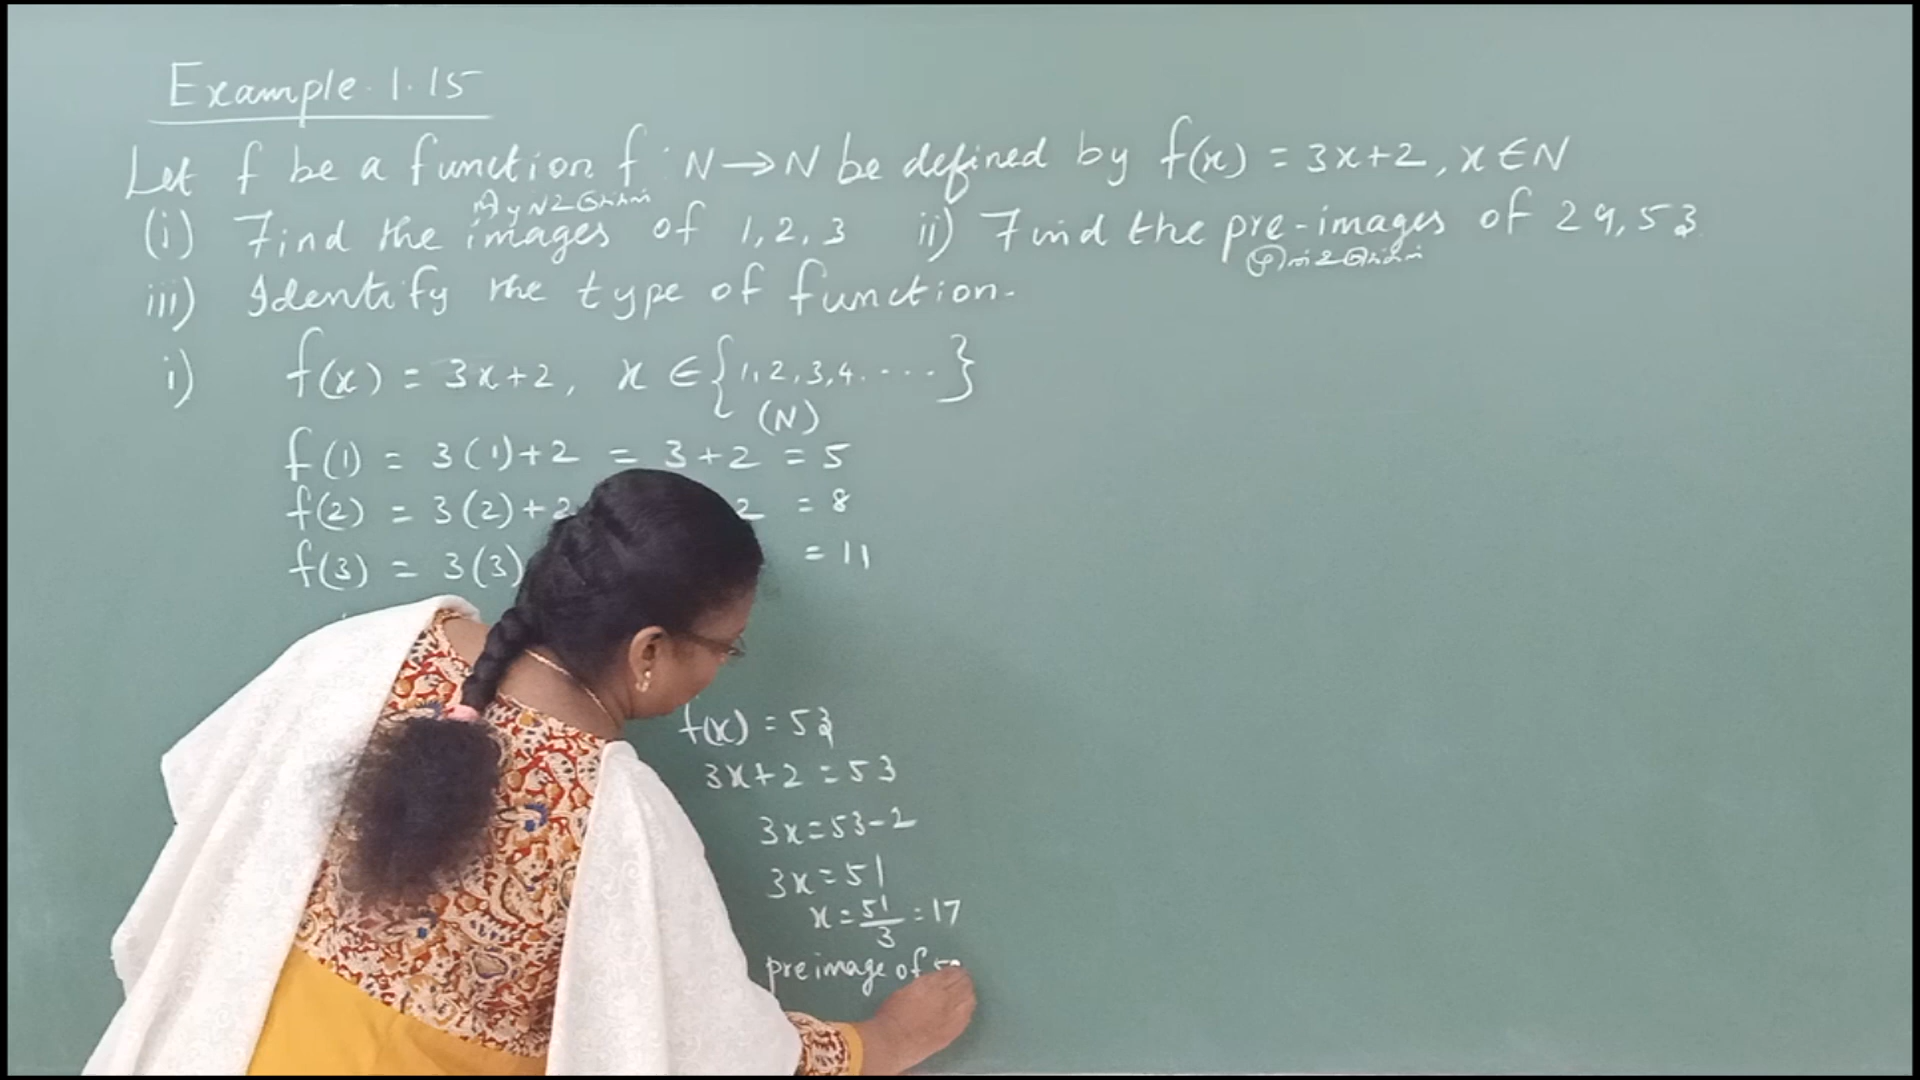 Example. 1.15
Let f be a function f : N→N be defined by f(x) = 3x+2, x ∈ N
(i) Find the images of 1, 2, 3 ii) Find the pre-images of 29, 53
iii) Identify the type of function.
i) f(x) = 3x+2, x ∈ {1, 2, 3, 4.....}
(N)
f(1) = 3(1)+2 = 3+2 = 5
f(2) = 3(2)+2 2 = 8
f(3) = 3(3) = 11
f(x) = 53
3x+2 = 53
3x = 53-2
3x = 51
x = 51/3 = 17
pre image of